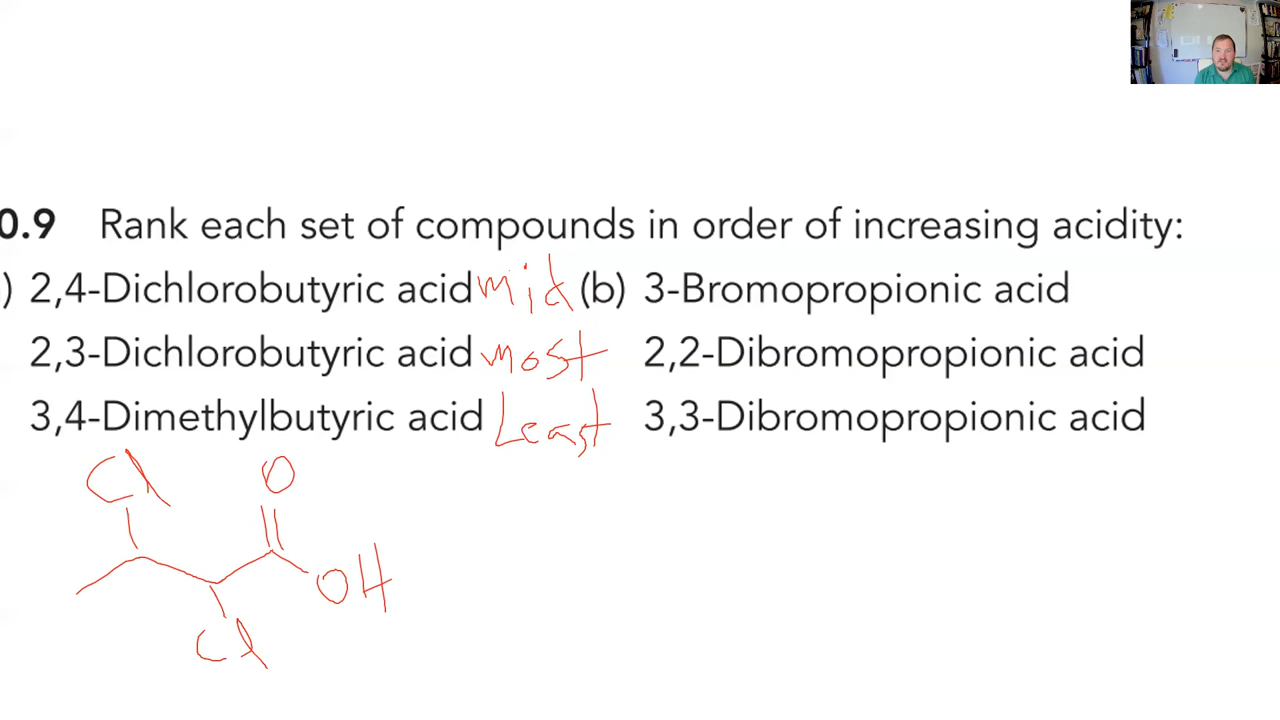 0.9 Rank each set of compounds in order of increasing acidity:
) 2,4-Dichlorobutyric acid mid (b) 3-Bromopropionic acid
2,3-Dichlorobutyric acid most 2,2-Dibromopropionic acid
3,4-Dimethylbutyric acid Least 3,3-Dibromopropionic acid
Cl O
OH
Cl